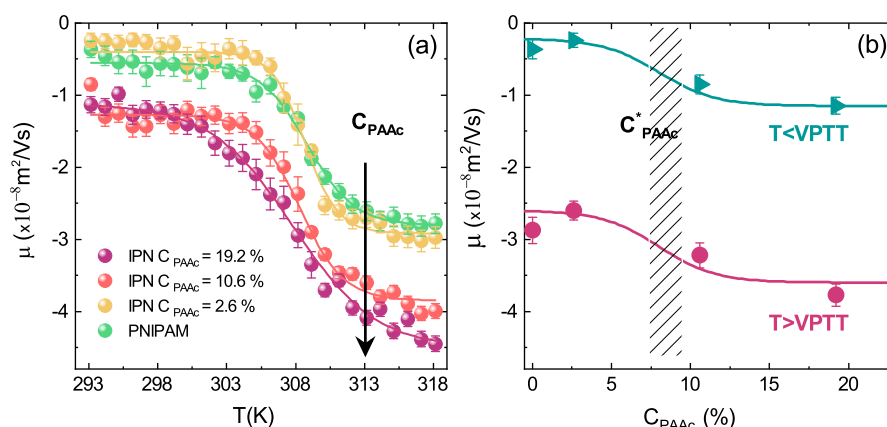 (a)
0
-1
-2
-3
-4
μ (x10⁻⁸m²/Vs)
C_PAAc
IPN C_PAAc = 19.2 %
IPN C_PAAc = 10.6 %
IPN C_PAAc = 2.6 %
PNIPAM
293 298 303 308 313 318
T(K)
(b)
0
-1
-2
-3
-4
μ (x10⁻⁸m²/Vs)
C*_PAAc
T<VPTT
T>VPTT
0 5 10 15 20
C_PAAc (%)